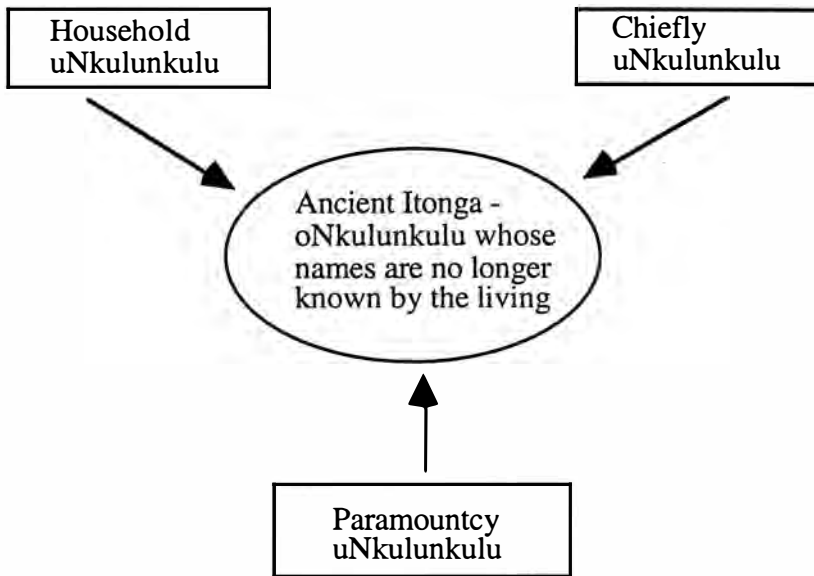 Household
uNkulunkulu
Chiefly
uNkulunkulu
Ancient Itonga -
oNkulunkulu whose
names are no longer
known by the living
Paramountcy
uNkulunkulu